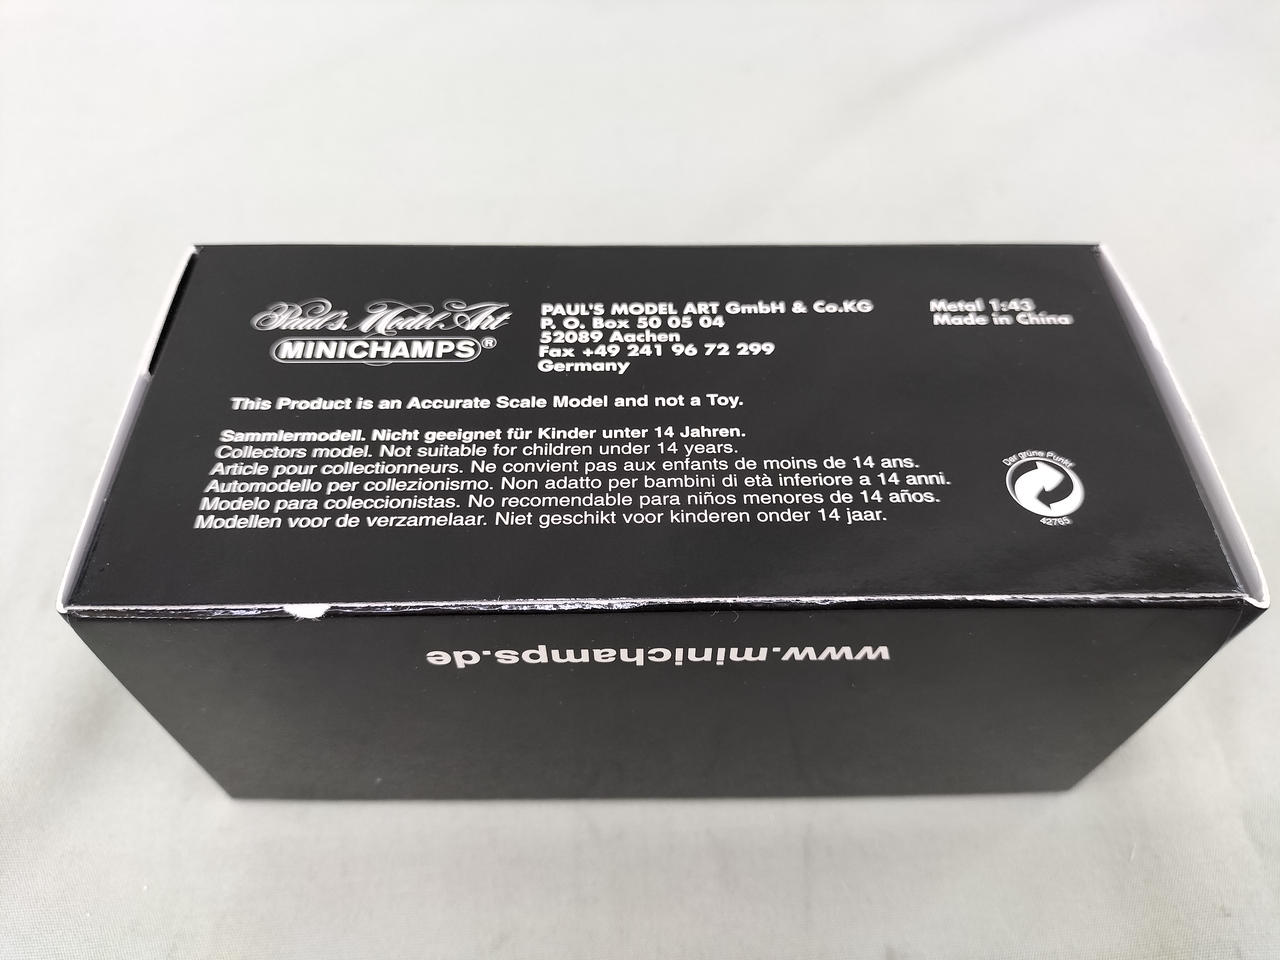 Paul's Model Art
MINICHAMPS®
PAUL'S MODEL ART GmbH & Co.KG
P. O. Box 50 05 04
52089 Aachen
Fax +49 241 96 72 299
Germany
Metal 1:43
Made in China
This Product is an Accurate Scale Model and not a Toy.
Sammlermodell. Nicht geeignet für Kinder unter 14 Jahren.
Collectors model. Not suitable for children under 14 years.
Article pour collectionneurs. Ne convient pas aux enfants de moins de 14 ans.
Automodello per collezionismo. Non adatto per bambini di età inferiore a 14 anni.
Modelo para coleccionistas. No recomendable para niños menores de 14 años.
Modellen voor de verzamelaar. Niet geschikt voor kinderen onder 14 jaar.
Der grüne Punkt
42765
www.minichamps.de